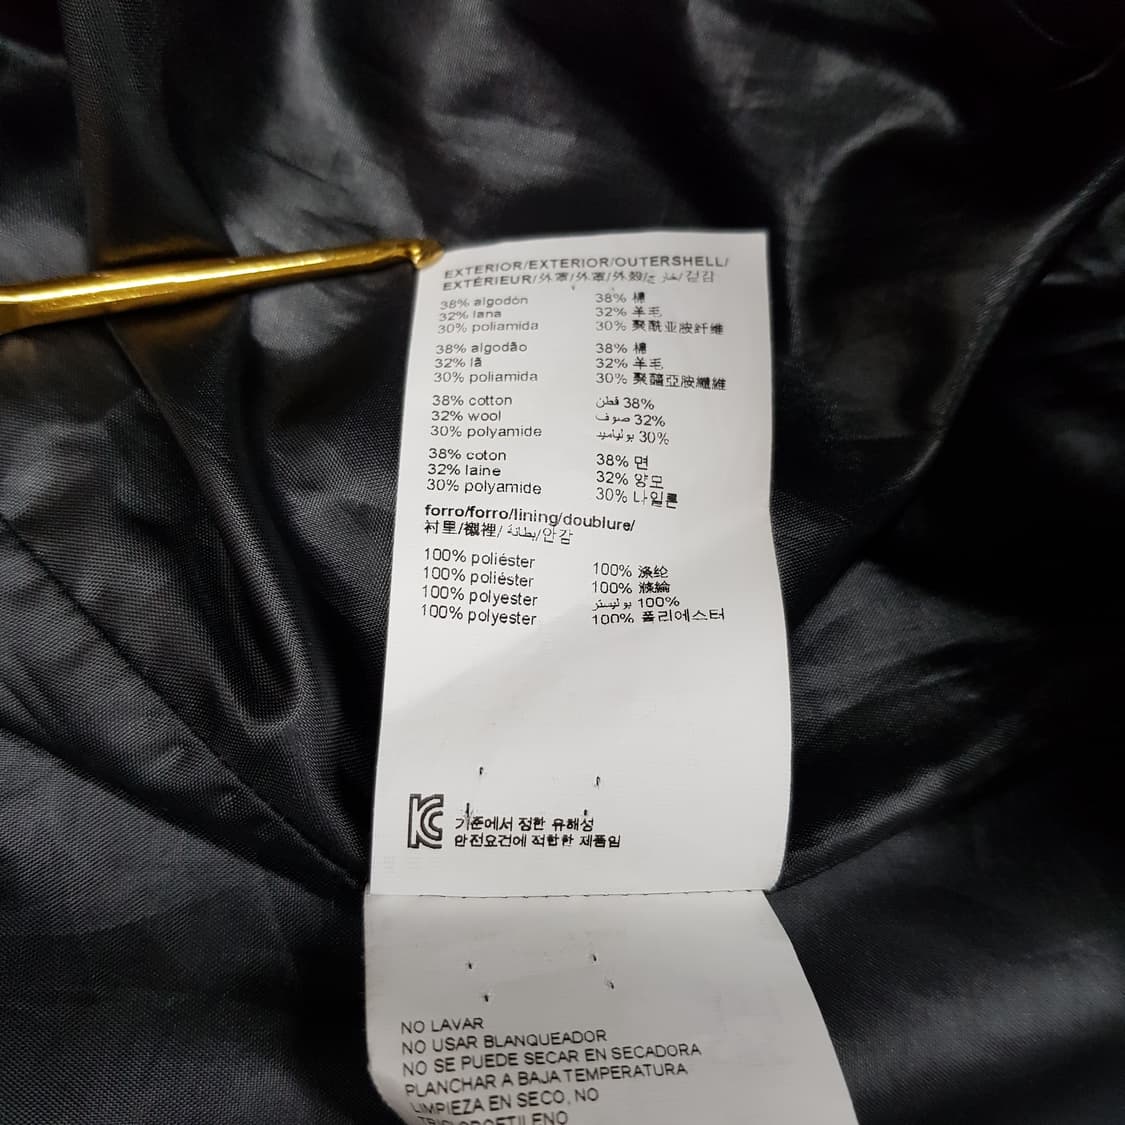 EXTERIOR/EXTERIOR/OUTERSHELL/
EXTÉRIEUR/外罩/外罩/外殼/خارج/겉감
38% algodón
32% lana
30% poliamida
38% algodão
32% lã
30% poliamida
38% cotton
32% wool
30% polyamide
38% coton
32% laine
30% polyamide
38% 棉
32% 羊毛
30% 聚酰亚胺纤维
38% 棉
32% 羊毛
30% 聚醯亞胺纖維
38% قطن
32% صوف
30% بولياميد
38% 면
32% 양모
30% 나일론
forro/forro/lining/doublure/
衬里/襯裡/بطانة/안감
100% poliéster
100% poliéster
100% polyester
100% polyester
100% 涤纶
100% 滌綸
100% بوليستر
100% 폴리에스터
KC
기준에서 정한 유해성
안전요건에 적합한 제품임
NO LAVAR
NO USAR BLANQUEADOR
NO SE PUEDE SECAR EN SECADORA
PLANCHAR A BAJA TEMPERATURA
LIMPIEZA EN SECO, NO
TRICLOROETILENO